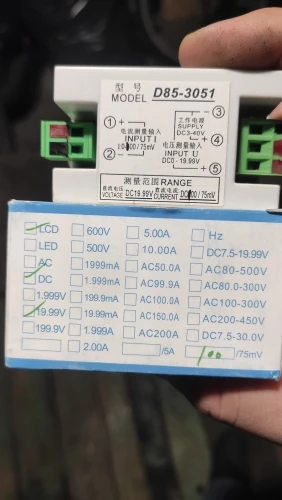 型 号
MODEL D85-3051
① +
电流测量输入
INPUT I
/75mV
② −
− ③
工作电源
SUPPLY
DC3-40V
+ ④
电压测量输入
⑤
INPUT U
DC0 - 19.99V
测量范围 RANGE
直流电压
VOLTAGE DC19.99V
直流电流
CURRENT /75mV
LCD 600V 5.00A Hz
LED 500V 10.00A DC7.5-19.99V
AC 1999mA AC50.0A AC80-500V
DC 1.999mA AC99.9A AC80.0-300V
1.999V 199.9mA AC100.0A AC100-300V
19.99V 19.99mA AC150.0A AC200-450V
199.9V 1.999A AC200A DC7.5-30.0V
2.00A /5A 100 /75mV